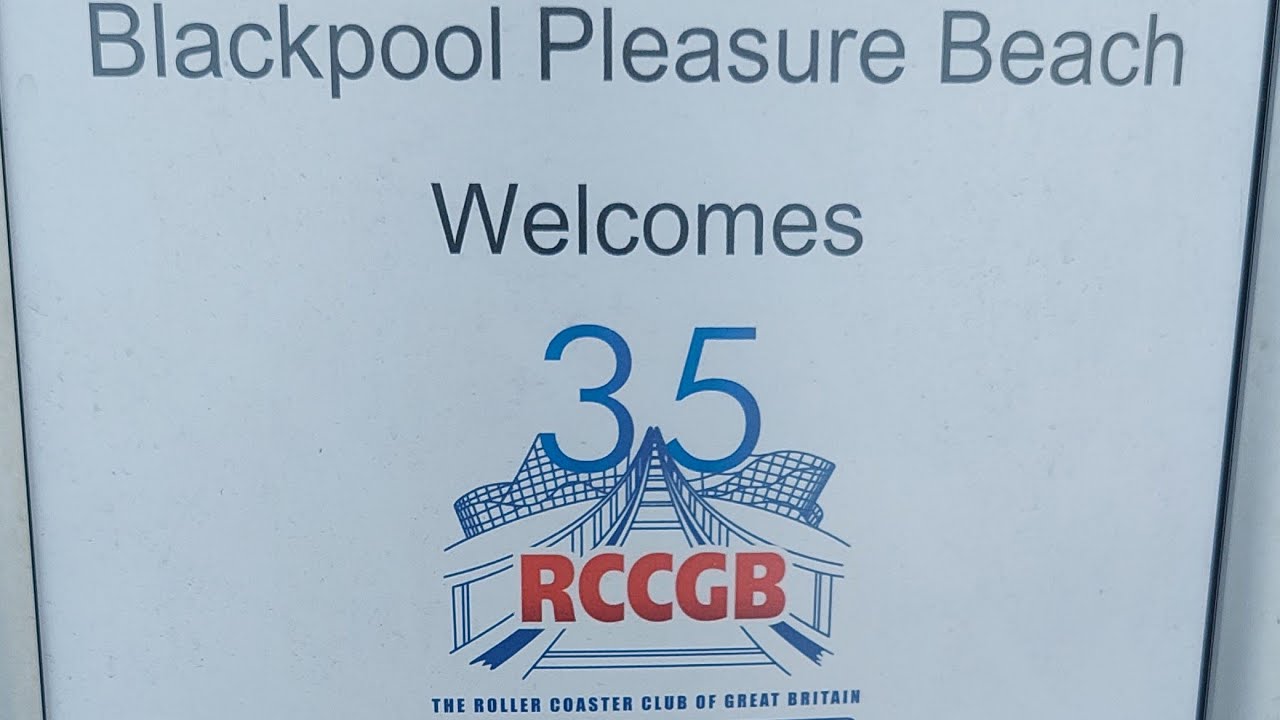 Blackpool Pleasure Beach
Welcomes
35
RCCGB
THE ROLLER COASTER CLUB OF GREAT BRITAIN